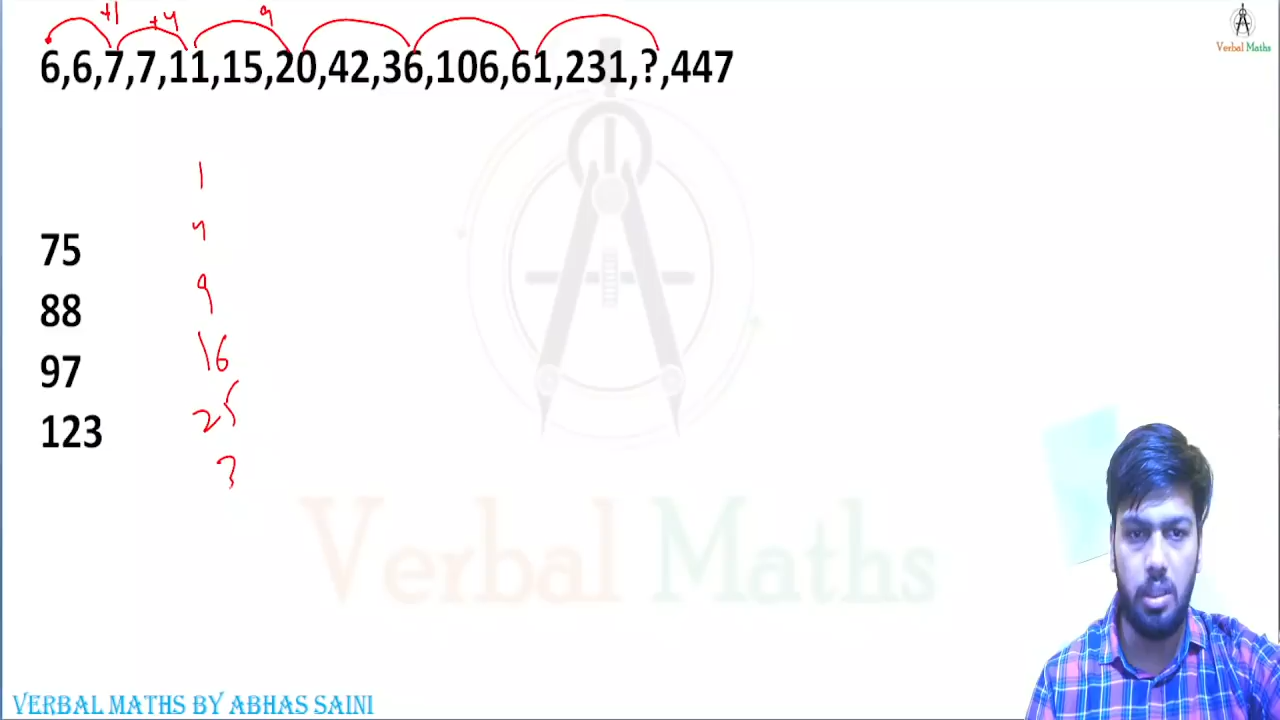 +1 +4 9
6,6,7,7,11,15,20,42,36,106,61,231,?,447
Verbal Maths
1
4
75
9
88
16
97
25
123
3
Verbal Maths
VERBAL MATHS BY ABHAS SAINI